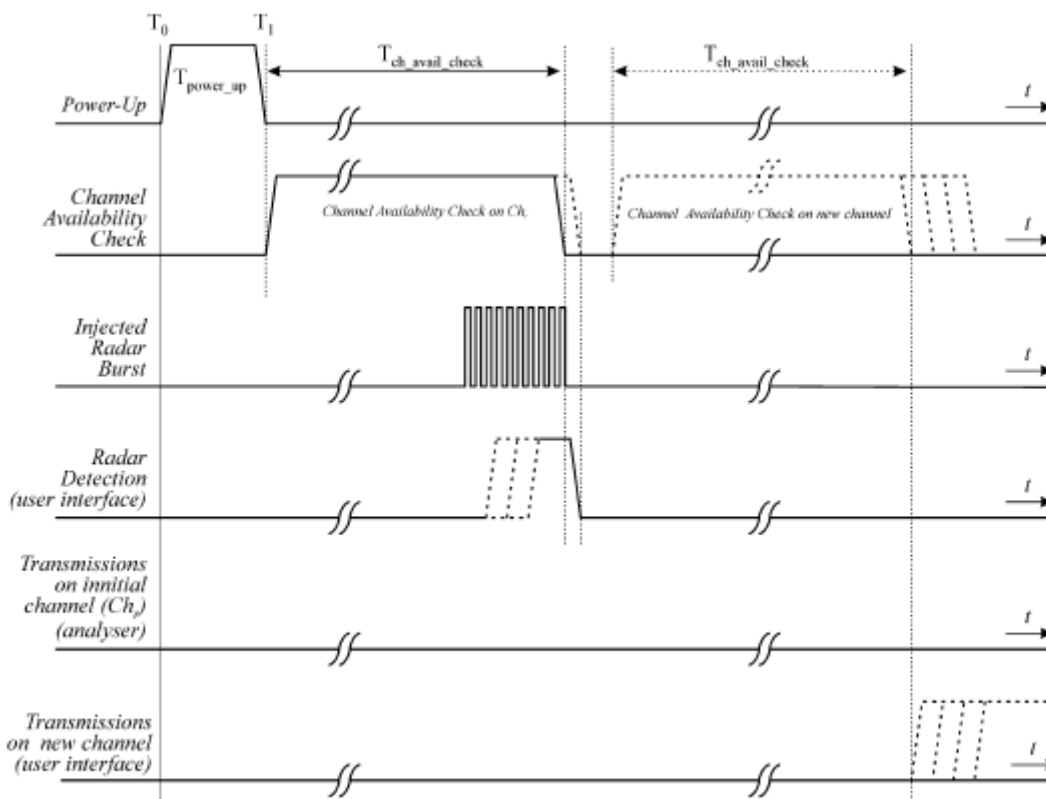 T0 T1
Tch_avail_check
Tch_avail_check
Tpower_up
Power-Up
t
Channel
Availability
Check
Channel Availability Check on Chr
Channel Availability Check on new channel
t
Injected
Radar
Burst
t
Radar
Detection
(user interface)
t
Transmissions
on innitial
channel (Chr)
(analyser)
t
Transmissions
on new channel
(user interface)
t